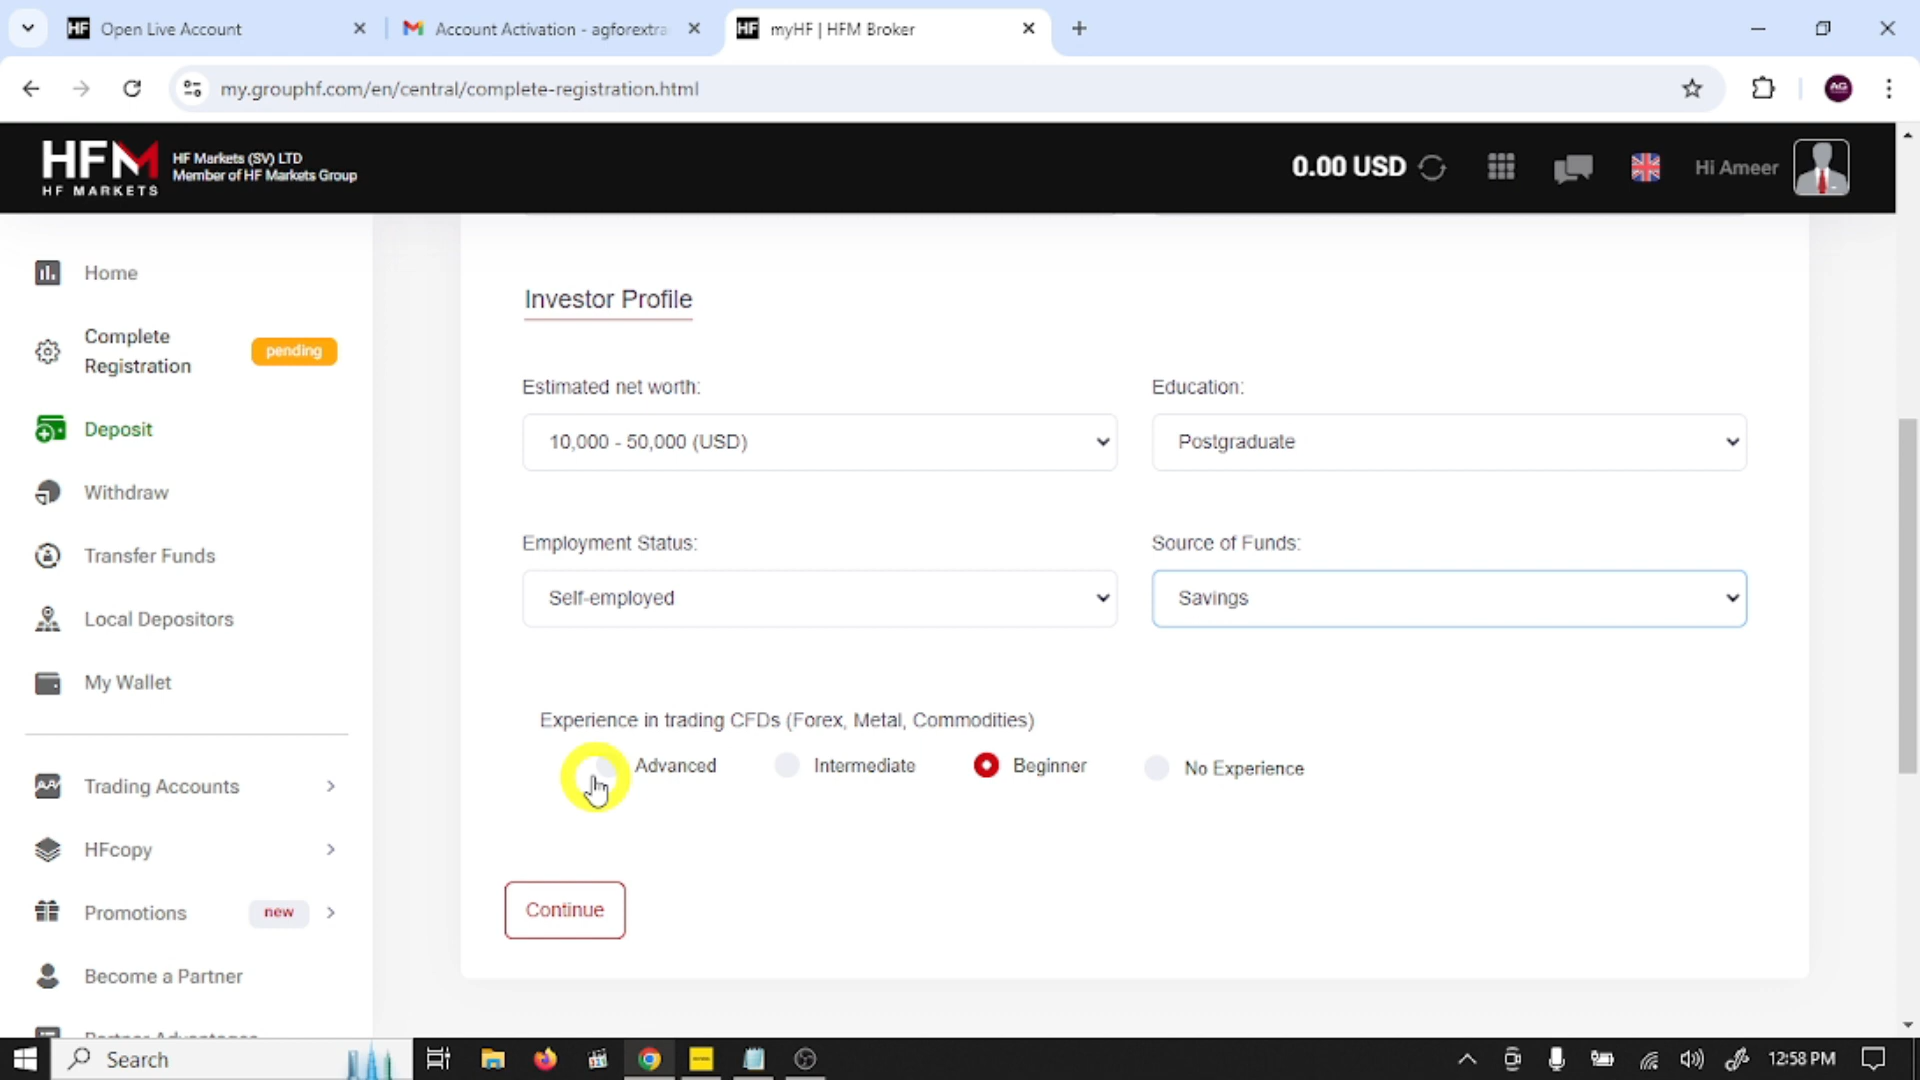 HF Open Live Account
Account Activation - agforextra
HF myHF | HFM Broker
my.grouphf.com/en/central/complete-registration.html
AG
HFM
HF MARKETS
HF Markets (SV) LTD
Member of HF Markets Group
0.00 USD
Hi Ameer
Home
Complete
Registration
pending
Deposit
Withdraw
Transfer Funds
Local Depositors
My Wallet
Trading Accounts
HFcopy
Promotions
new
Become a Partner
Investor Profile
Estimated net worth:
Education:
10,000 - 50,000 (USD)
Postgraduate
Employment Status:
Source of Funds:
Self-employed
Savings
Experience in trading CFDs (Forex, Metal, Commodities)
Advanced
Intermediate
Beginner
No Experience
Continue
Search
12:58 PM